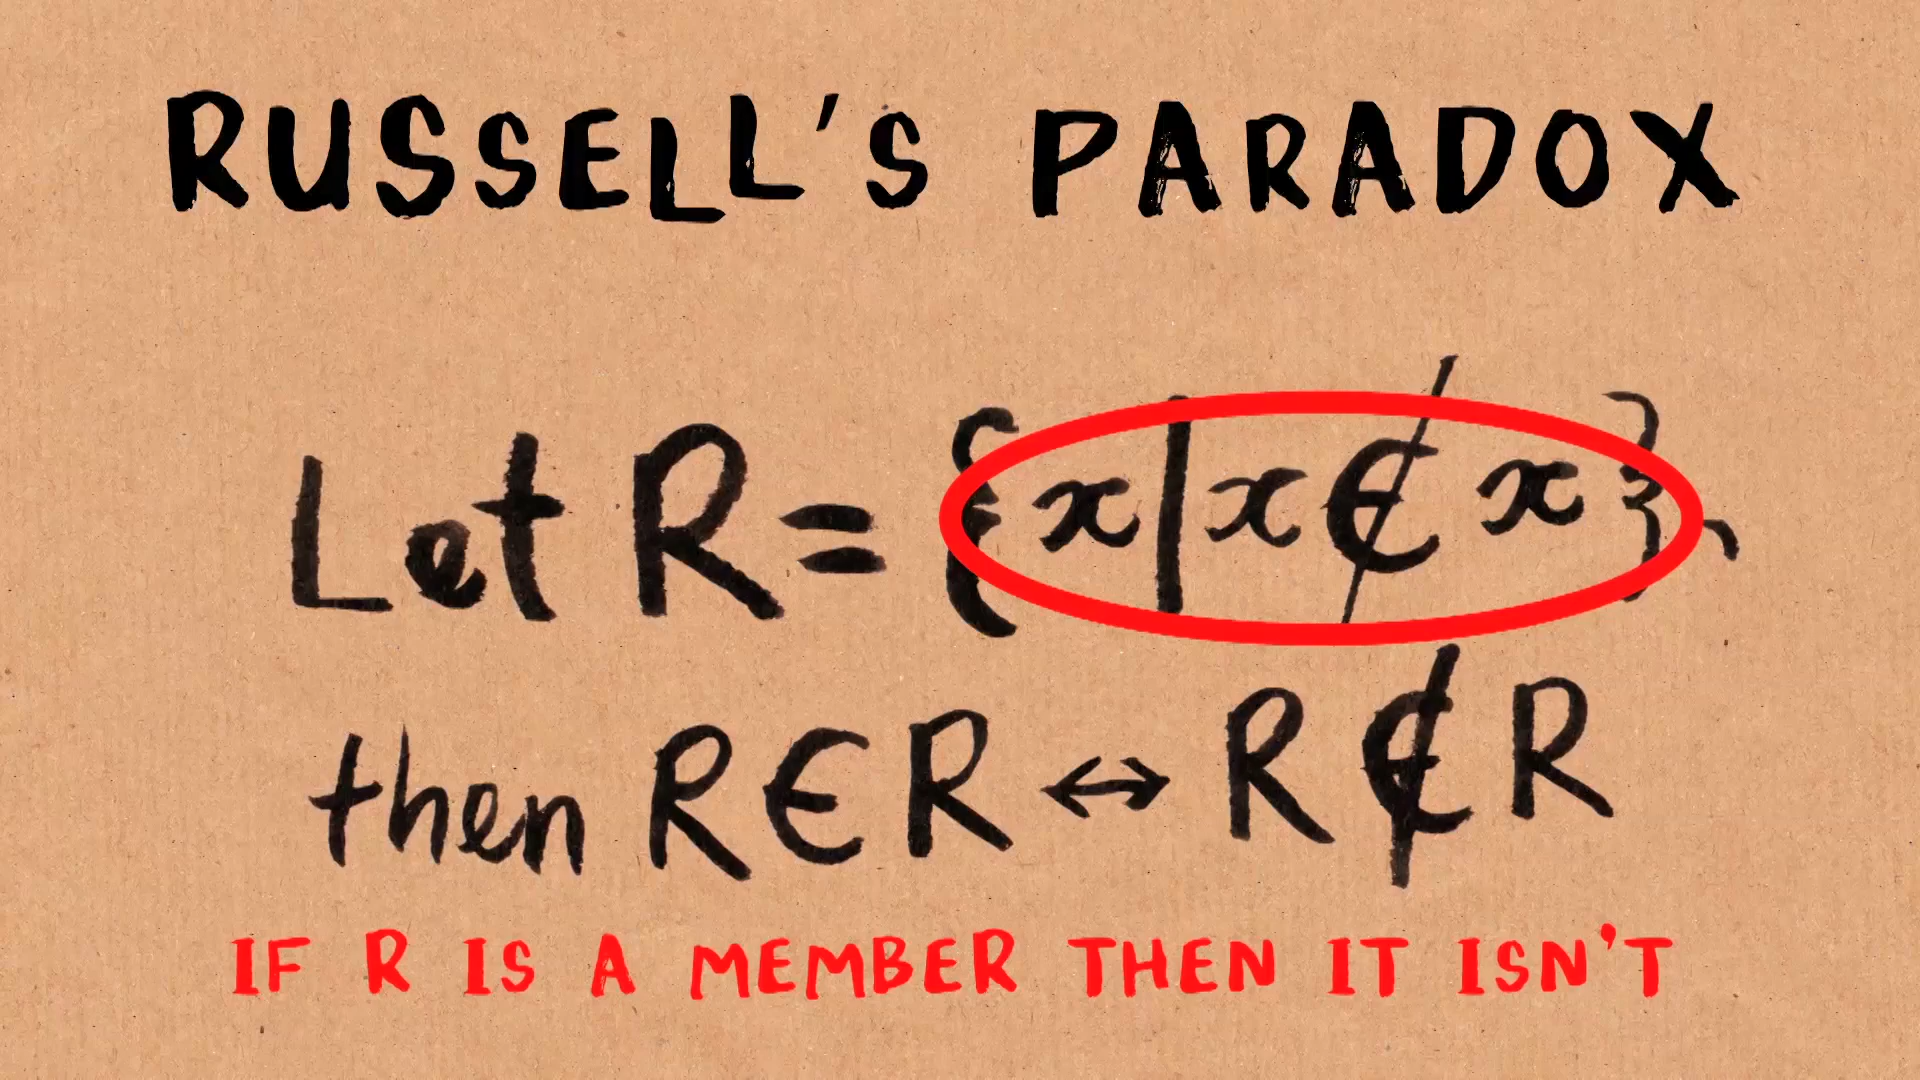 RUSSELL'S PARADOX
Let R = {x | x ∉ x},
then R ∈ R ↔ R ∉ R
IF R IS A MEMBER THEN IT ISN'T